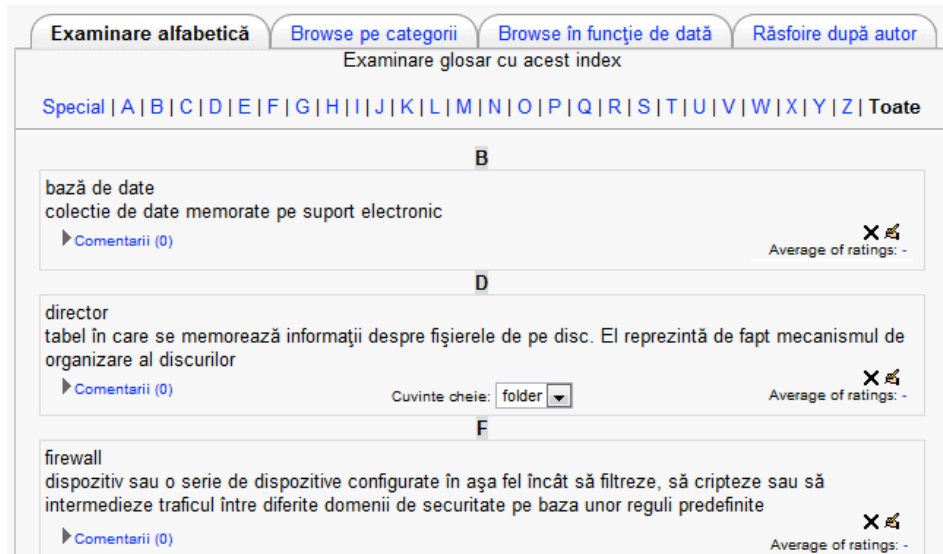 Examinare alfabetică Browse pe categorii Browse în funcţie de dată Răsfoire după autor
Examinare glosar cu acest index
Special | A | B | C | D | E | F | G | H | I | J | K | L | M | N | O | P | Q | R | S | T | U | V | W | X | Y | Z | Toate
B
bază de date
colectie de date memorate pe suport electronic
Comentarii (0)
Average of ratings: -
D
director
tabel în care se memorează informaţii despre fişierele de pe disc. El reprezintă de fapt mecanismul de
organizare al discurilor
Comentarii (0) Cuvinte cheie: folder Average of ratings: -
F
firewall
dispozitiv sau o serie de dispozitive configurate în aşa fel încât să filtreze, să cripteze sau să
intermedieze traficul între diferite domenii de securitate pe baza unor reguli predefinite
Comentarii (0)
Average of ratings: -